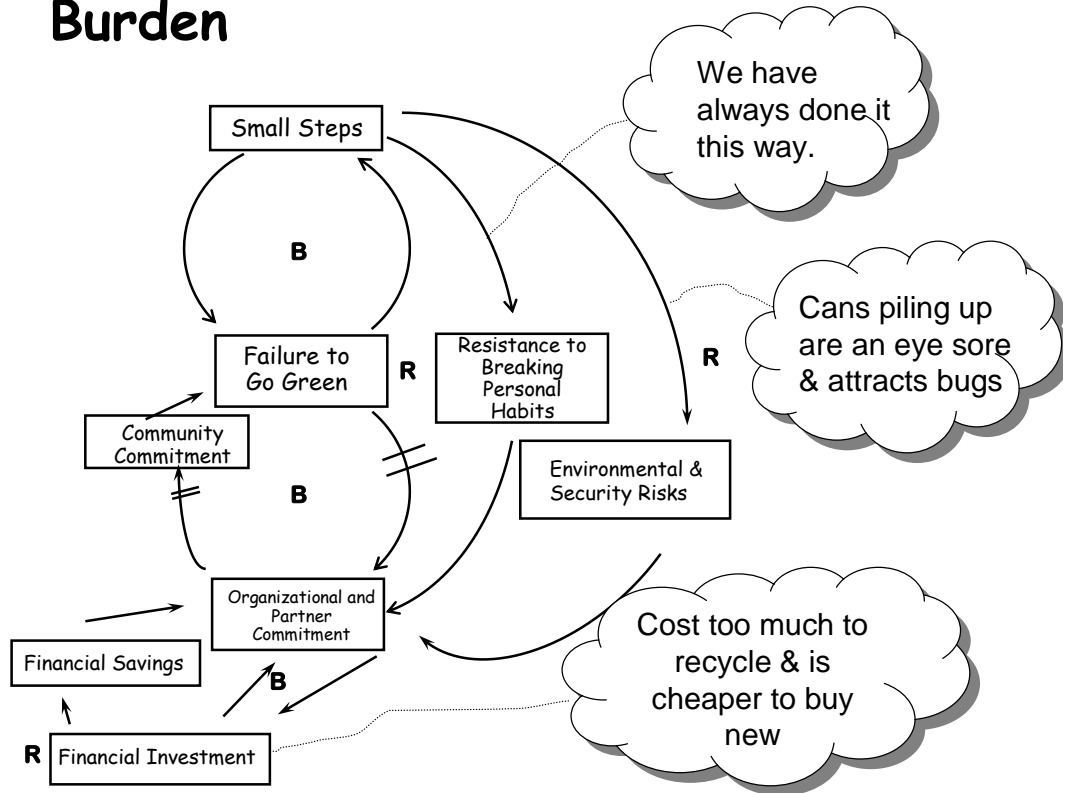 Burden
We have
always done it
this way.
Small Steps
B
Cans piling up
are an eye sore
& attracts bugs
Failure to
Go Green
R
Resistance to
Breaking
Personal
Habits
R
Community
Commitment
Environmental &
Security Risks
B
Organizational and
Partner
Commitment
Cost too much to
recycle & is
cheaper to buy
new
Financial Savings
B
R
Financial Investment